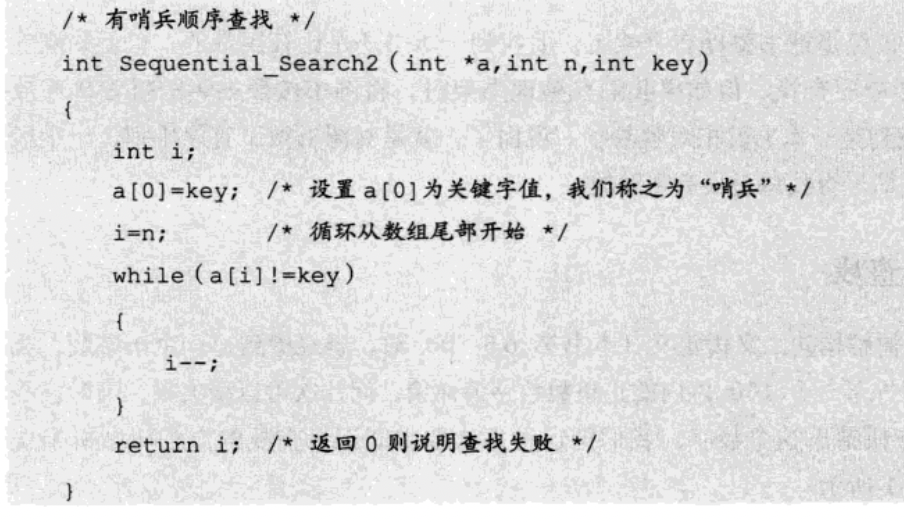 /* 有哨兵顺序查找 */
int Sequential_Search2(int *a,int n,int key)
{
int i;
a[0]=key; /* 设置 a[0]为关键字值，我们称之为“哨兵”*/
i=n; /* 循环从数组尾部开始 */
while(a[i]!=key)
{
i--;
}
return i; /* 返回 0 则说明查找失败 */
}